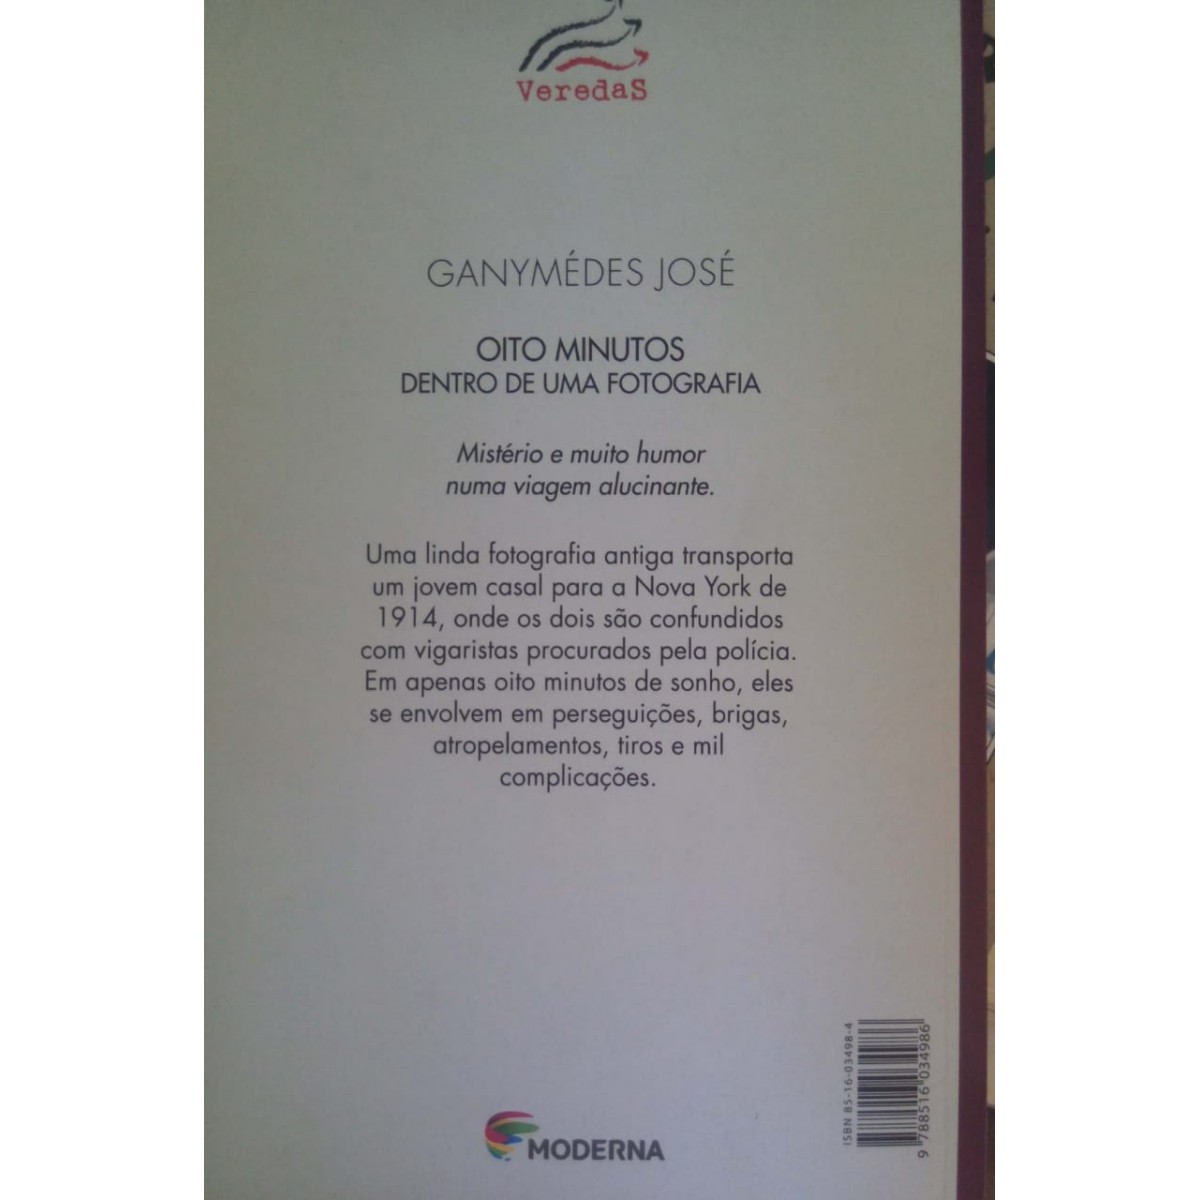 VeredaS
GANYMÉDES JOSÉ
OITO MINUTOS
DENTRO DE UMA FOTOGRAFIA
Mistério e muito humor
numa viagem alucinante.
Uma linda fotografia antiga transporta
um jovem casal para a Nova York de
1914, onde os dois são confundidos
com vigaristas procurados pela polícia.
Em apenas oito minutos de sonho, eles
se envolvem em perseguições, brigas,
atropelamentos, tiros e mil
complicações.
ISBN 85-16-03498-4
9 788516 034986
MODERNA